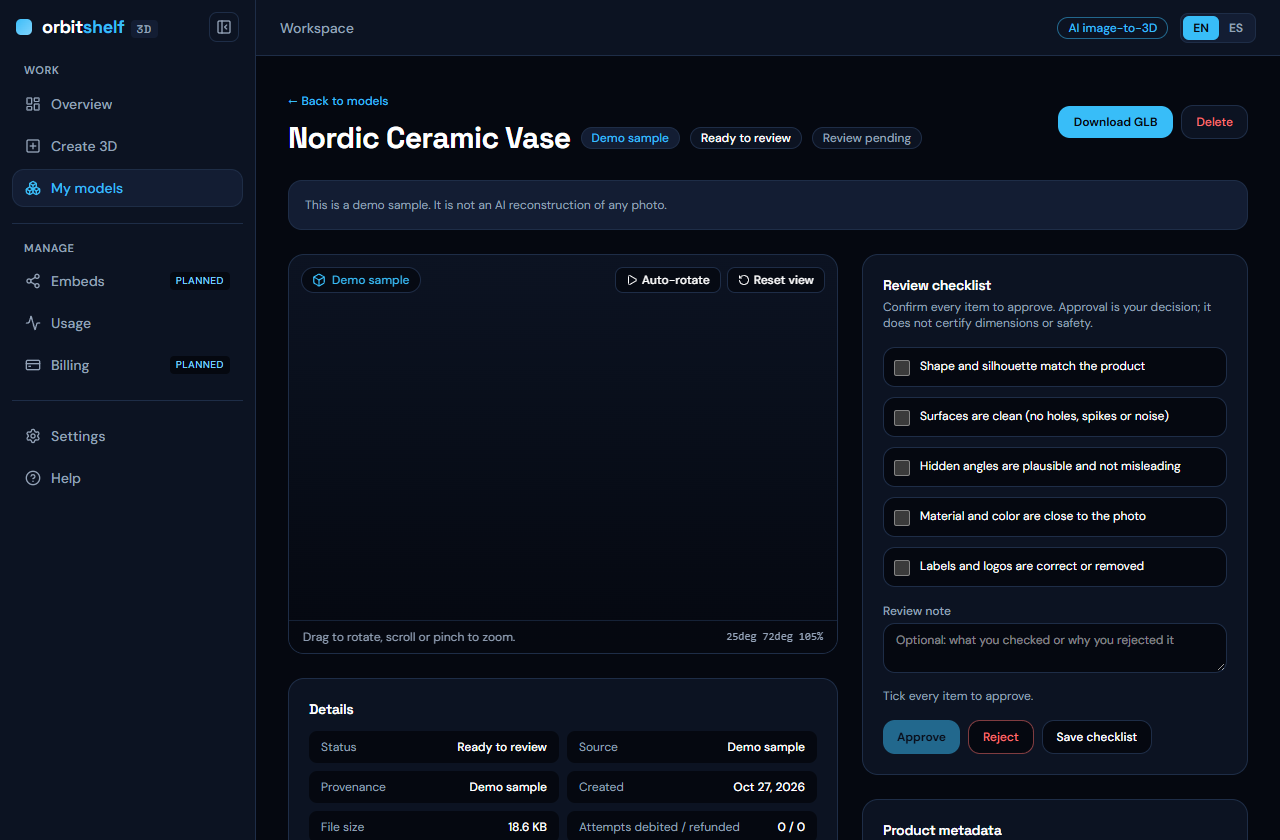 orbitshelf 3D
WORK
Overview
Create 3D
My models
MANAGE
Embeds PLANNED
Usage
Billing PLANNED
Settings
Help
Workspace
AI image-to-3D
EN ES
← Back to models
Nordic Ceramic Vase Demo sample Ready to review Review pending
Download GLB Delete
This is a demo sample. It is not an AI reconstruction of any photo.
Demo sample Auto-rotate Reset view
Drag to rotate, scroll or pinch to zoom. 25deg 72deg 105%
Details
Status Ready to review Source Demo sample
Provenance Demo sample Created Oct 27, 2026
File size 18.6 KB Attempts debited / refunded 0 / 0
Review checklist
Confirm every item to approve. Approval is your decision; it
does not certify dimensions or safety.
Shape and silhouette match the product
Surfaces are clean (no holes, spikes or noise)
Hidden angles are plausible and not misleading
Material and color are close to the photo
Labels and logos are correct or removed
Review note
Optional: what you checked or why you rejected it
Tick every item to approve.
Approve Reject Save checklist
Product metadata